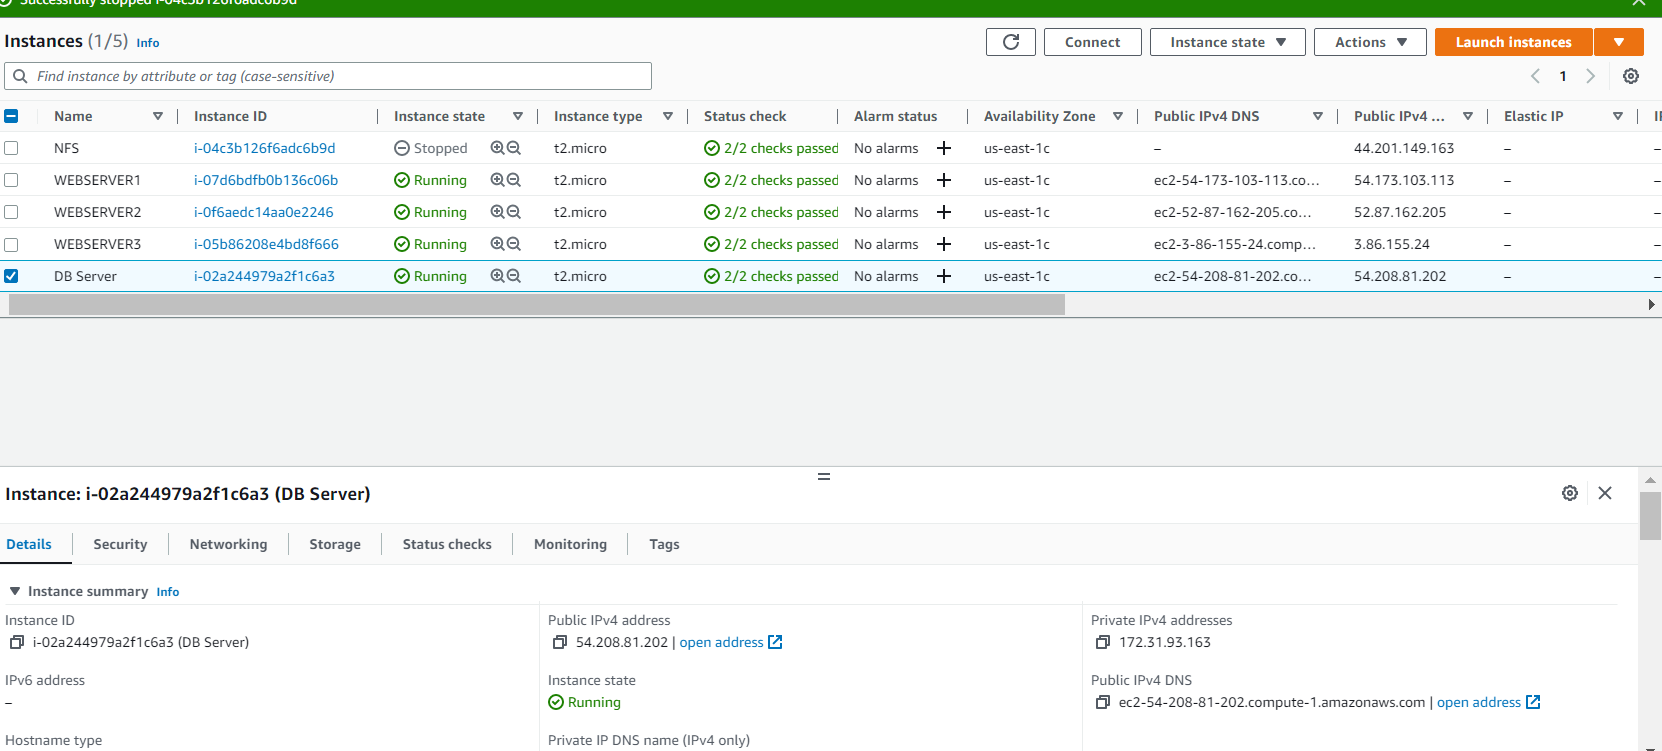 Successfully stopped i-04c3b126f6adc6b9d
Instances (1/5) Info
Connect
Instance state
Actions
Launch instances
Find instance by attribute or tag (case-sensitive)
1
Name Instance ID Instance state Instance type Status check Alarm status Availability Zone Public IPv4 DNS Public IPv4 ... Elastic IP
NFS i-04c3b126f6adc6b9d Stopped t2.micro 2/2 checks passed No alarms + us-east-1c – 44.201.149.163 – –
WEBSERVER1 i-07d6bdfb0b136c06b Running t2.micro 2/2 checks passed No alarms + us-east-1c ec2-54-173-103-113.co... 54.173.103.113 – –
WEBSERVER2 i-0f6aedc14aa0e2246 Running t2.micro 2/2 checks passed No alarms + us-east-1c ec2-52-87-162-205.co... 52.87.162.205 – –
WEBSERVER3 i-05b86208e4bd8f666 Running t2.micro 2/2 checks passed No alarms + us-east-1c ec2-3-86-155-24.comp... 3.86.155.24 – –
DB Server i-02a244979a2f1c6a3 Running t2.micro 2/2 checks passed No alarms + us-east-1c ec2-54-208-81-202.co... 54.208.81.202 – –
Instance: i-02a244979a2f1c6a3 (DB Server)
Details Security Networking Storage Status checks Monitoring Tags
Instance summary Info
Instance ID
i-02a244979a2f1c6a3 (DB Server)
Public IPv4 address
54.208.81.202 | open address
Private IPv4 addresses
172.31.93.163
IPv6 address
–
Instance state
Running
Public IPv4 DNS
ec2-54-208-81-202.compute-1.amazonaws.com | open address
Hostname type
Private IP DNS name (IPv4 only)